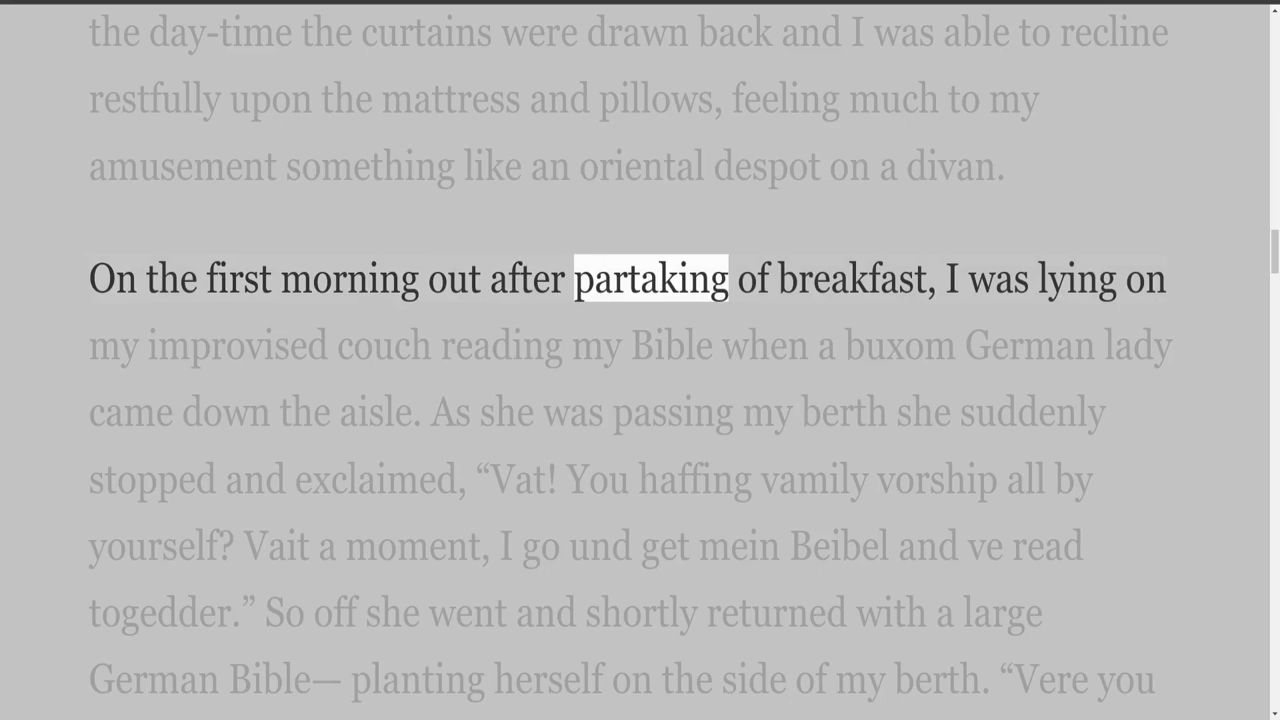 the day-time the curtains were drawn back and I was able to recline
restfully upon the mattress and pillows, feeling much to my
amusement something like an oriental despot on a divan.
On the first morning out after partaking of breakfast, I was lying on
my improvised couch reading my Bible when a buxom German lady
came down the aisle. As she was passing my berth she suddenly
stopped and exclaimed, “Vat! You haffing vamily vorship all by
yourself? Vait a moment, I go und get mein Beibel and ve read
togedder.” So off she went and shortly returned with a large
German Bible— planting herself on the side of my berth. “Vere you